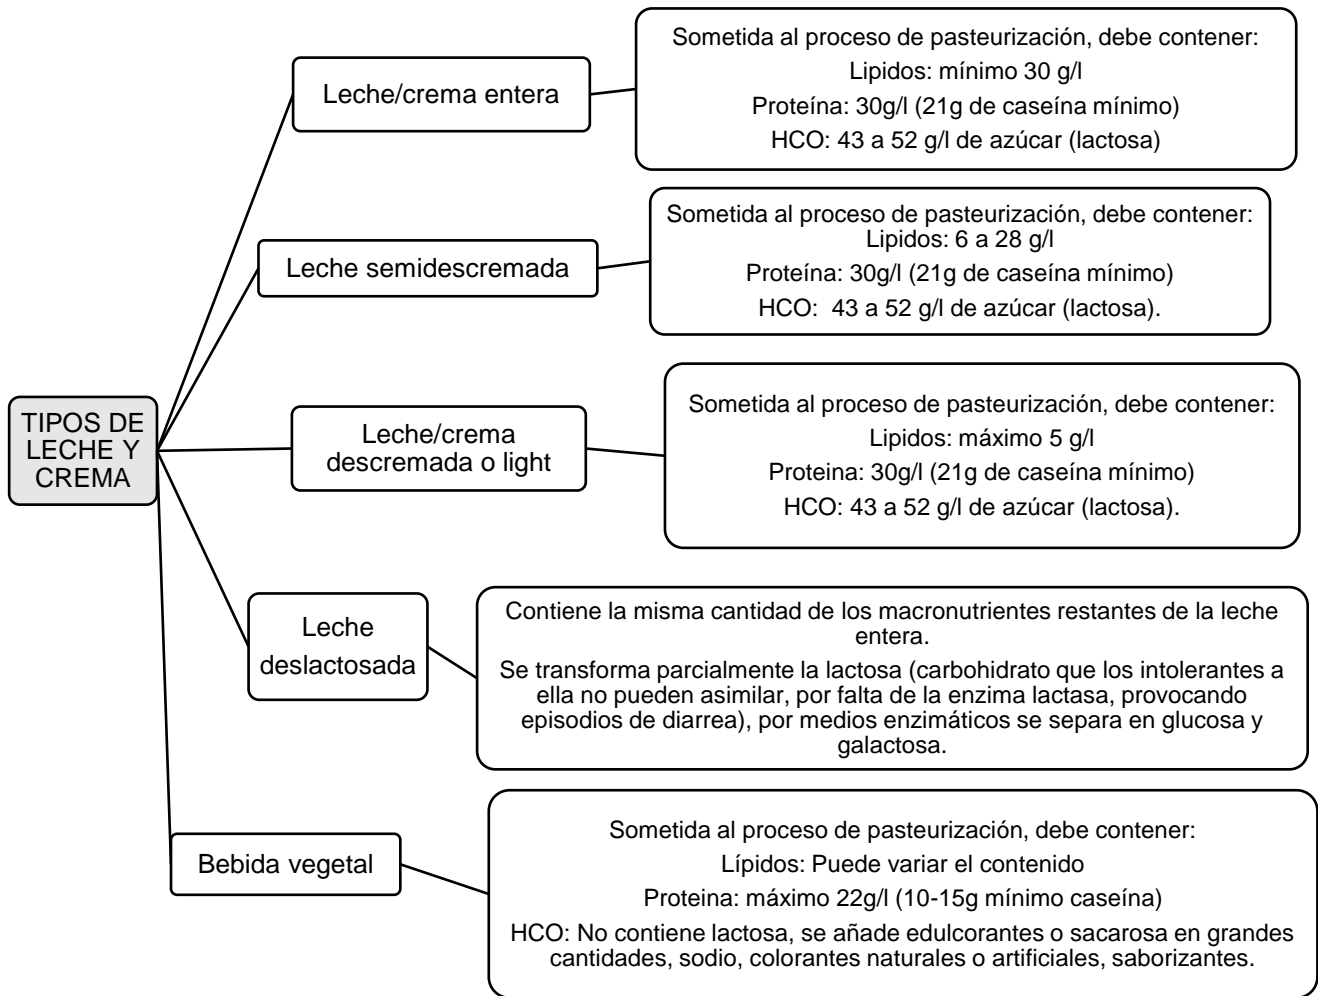 TIPOS DE
LECHE Y
CREMA
Leche/crema entera
Sometida al proceso de pasteurización, debe contener:
Lipidos: mínimo 30 g/l
Proteína: 30g/l (21g de caseína mínimo)
HCO: 43 a 52 g/l de azúcar (lactosa)
Leche semidescremada
Sometida al proceso de pasteurización, debe contener:
Lipidos: 6 a 28 g/l
Proteína: 30g/l (21g de caseína mínimo)
HCO:  43 a 52 g/l de azúcar (lactosa).
Leche/crema
descremada o light
Sometida al proceso de pasteurización, debe contener:
Lipidos: máximo 5 g/l
Proteina: 30g/l (21g de caseína mínimo)
HCO: 43 a 52 g/l de azúcar (lactosa).
Leche
deslactosada
Contiene la misma cantidad de los macronutrientes restantes de la leche
entera.
Se transforma parcialmente la lactosa (carbohidrato que los intolerantes a
ella no pueden asimilar, por falta de la enzima lactasa, provocando
episodios de diarrea), por medios enzimáticos se separa en glucosa y
galactosa.
Bebida vegetal
Sometida al proceso de pasteurización, debe contener:
Lípidos: Puede variar el contenido
Proteina: máximo 22g/l (10-15g mínimo caseína)
HCO: No contiene lactosa, se añade edulcorantes o sacarosa en grandes
cantidades, sodio, colorantes naturales o artificiales, saborizantes.